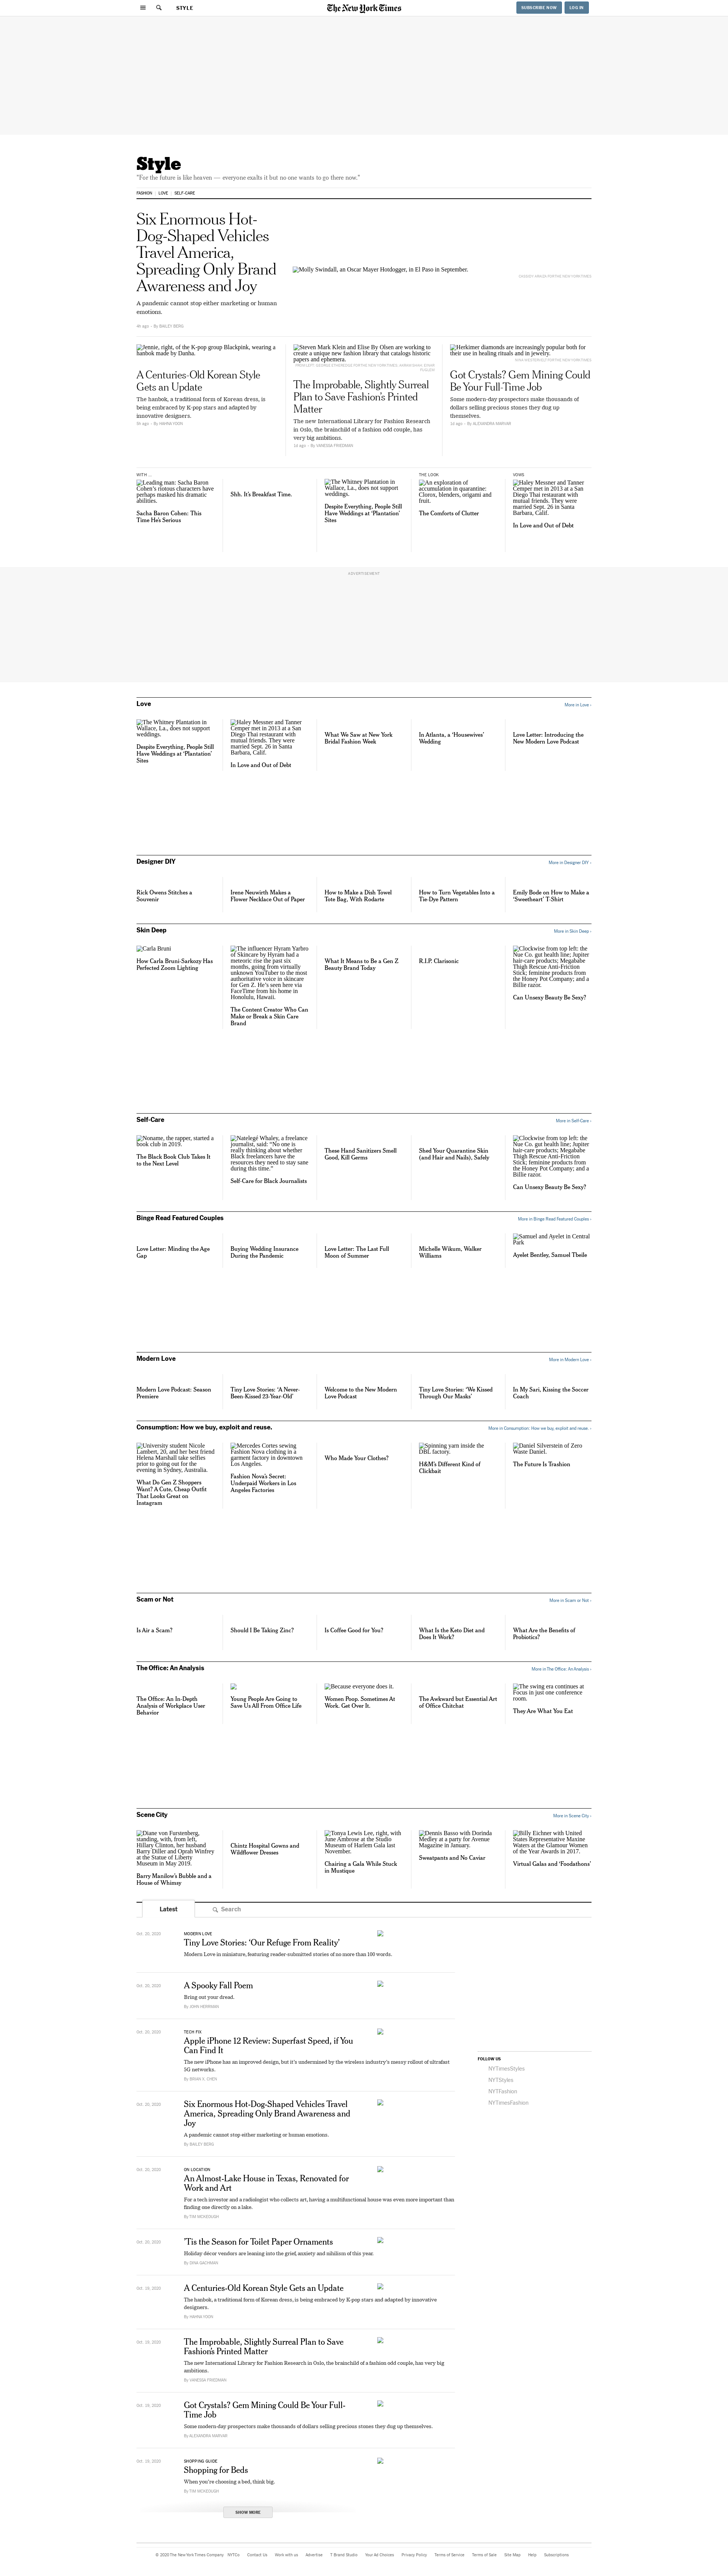 STYLE
The New York Times
SUBSCRIBE NOW
LOG IN
Style
"For the future is like heaven — everyone exalts it but no one wants to go there now."
FASHION
LOVE
SELF-CARE
Six Enormous Hot-
Dog-Shaped Vehicles
Travel America,
Spreading Only Brand
Awareness and Joy
A pandemic cannot stop either marketing or human
emotions.
4h ago · By BAILEY BERG
Molly Swindall, an Oscar Mayer Hotdogger, in El Paso in September.
Jennie, right, of the K-pop group Blackpink, wearing a
hanbok made by Danha.
A Centuries-Old Korean Style
Gets an Update
The hanbok, a traditional form of Korean dress, is
being embraced by K-pop stars and adapted by
innovative designers.
By HAHNA YOON
Steven Mark Klein and Elise By Olsen are working to
create a unique new fashion library that catalogs historic
papers and ephemera.
The Improbable, Slightly Surreal
Plan to Save Fashion's Printed
Matter
The new International Library for Fashion Research
in Oslo, the brainchild of a fashion odd couple, has
very big ambitions.
1d ago · By VANESSA FRIEDMAN
Herkimer diamonds are increasingly popular both for
their use in healing rituals and in jewelry.
Got Crystals? Gem Mining Could
Be Your Full-Time Job
Some modern-day prospectors make thousands of
dollars selling precious stones they dug up
themselves.
1d ago · By ALEXANDRA MARVAR
WITH ...
Leading man: Sacha Baron
Cohen's riotous characters have
perhaps masked his dramatic
abilities.
Sacha Baron Cohen: This
Time He's Serious
Shh. It's Breakfast Time.
The Whitney Plantation in
Wallace, La., does not support
weddings.
Despite Everything, People Still
Have Weddings at 'Plantation'
Sites
THE LOOK
An exploration of
accumulation in quarantine:
Clorox, blenders, origami and
fruit.
The Comforts of Clutter
VOWS
Haley Messner and Tanner
Cemper met in 2013 at a San
Diego Thai restaurant with
mutual friends. They were
married Sept. 26 in Santa
Barbara, Calif.
In Love and Out of Debt
ADVERTISEMENT
Love
More in Love ›
The Whitney Plantation in
Wallace, La., does not support
weddings.
Despite Everything, People Still
Have Weddings at 'Plantation'
Sites
Haley Messner and Tanner
Cemper met in 2013 at a San
Diego Thai restaurant with
mutual friends. They were
married Sept. 26 in Santa
Barbara, Calif.
In Love and Out of Debt
What We Saw at New York
Bridal Fashion Week
In Atlanta, a 'Housewives'
Wedding
Love Letter: Introducing the
New Modern Love Podcast
Designer DIY
More in Designer DIY ›
Rick Owens Stitches a
Souvenir
Irene Neuwirth Makes a
Flower Necklace Out of Paper
How to Make a Dish Towel
Tote Bag, With Rodarte
How to Turn Vegetables Into a
Tie-Dye Pattern
Emily Bode on How to Make a
'Sweetheart' T-Shirt
Skin Deep
More in Skin Deep ›
Carla Bruni
How Carla Bruni-Sarkozy Has
Perfected Zoom Lighting
The influencer Hyram Yarbro
of Skincare by Hyram had a
meteoric rise the past six
months, going from virtually
unknown YouTuber to the most
authoritative voice in skincare
for Gen Z. He's seen here via
FaceTime from his home in
Honolulu, Hawaii.
The Content Creator Who Can
Make or Break a Skin Care
Brand
What It Means to Be a Gen Z
Beauty Brand Today
R.I.P. Clarisonic
Clockwise from top left: the
Nue Co. gut health line; Jupiter
hair-care products; Megababe
Thigh Rescue Anti-Friction
Stick; feminine products from
the Honey Pot Company; and a
Billie razor.
Can Unsexy Beauty Be Sexy?
Self-Care
More in Self-Care ›
Noname, the rapper, started a
book club in 2019.
The Black Book Club Takes It
to the Next Level
Natelegé Whaley, a freelance
journalist, said: "No one is
really thinking about whether
Black freelancers have the
resources they need to stay sane
during this time."
Self-Care for Black Journalists
These Hand Sanitizers Smell
Good, Kill Germs
Shed Your Quarantine Skin
(and Hair and Nails), Safely
Clockwise from top left: the
Nue Co. gut health line; Jupiter
hair-care products; Megababe
Thigh Rescue Anti-Friction
Stick; feminine products from
the Honey Pot Company; and a
Billie razor.
Can Unsexy Beauty Be Sexy?
Binge Read Featured Couples
More in Binge Read Featured Couples ›
Love Letter: Minding the Age
Gap
Buying Wedding Insurance
During the Pandemic
Love Letter: The Last Full
Moon of Summer
Michelle Wikum, Walker
Williams
Samuel and Ayelet in Central
Park
Ayelet Bentley, Samuel Tbeile
Modern Love
More in Modern Love ›
Modern Love Podcast: Season
Premiere
Tiny Love Stories: 'A Never-
Been-Kissed 23-Year-Old'
Welcome to the New Modern
Love Podcast
Tiny Love Stories: 'We Kissed
Through Our Masks'
In My Sari, Kissing the Soccer
Coach
Consumption: How we buy, exploit and reuse.
More in Consumption: How we buy, exploit and reuse. ›
University student Nicole
Lambert, 20, and her best friend
Helena Marshall take selfies
prior to going out for the
evening in Sydney, Australia.
What Do Gen Z Shoppers
Want? A Cute, Cheap Outfit
That Looks Great on
Instagram
Mercedes Cortes sewing
Fashion Nova clothing in a
garment factory in downtown
Los Angeles.
Fashion Nova's Secret:
Underpaid Workers in Los
Angeles Factories
Who Made Your Clothes?
Spinning yarn inside the
DBL factory.
H&M's Different Kind of
Clickbait
Daniel Silverstein of Zero
Waste Daniel.
The Future Is Trashion
Scam or Not
More in Scam or Not ›
Is Air a Scam?
Should I Be Taking Zinc?
Is Coffee Good for You?
What Is the Keto Diet and
Does It Work?
What Are the Benefits of
Probiotics?
The Office: An Analysis
More in The Office: An Analysis ›
The Office: An In-Depth
Analysis of Workplace User
Behavior
Young People Are Going to
Save Us All From Office Life
Because everyone does it.
Women Poop. Sometimes At
Work. Get Over It.
The Awkward but Essential Art
of Office Chitchat
The swing era continues at
Focus in just one conference
room.
They Are What You Eat
Scene City
More in Scene City ›
Diane von Furstenberg,
standing, with, from left,
Hillary Clinton, her husband
Barry Diller and Oprah Winfrey
at the Statue of Liberty
Museum in May 2019.
Barry Manilow's Bubble and a
House of Whimsy
Chintz Hospital Gowns and
Wildflower Dresses
Tonya Lewis Lee, right, with
June Ambrose at the Studio
Museum of Harlem Gala last
November.
Chairing a Gala While Stuck
in Mustique
Dennis Basso with Dorinda
Medley at a party for Avenue
Magazine in January.
Sweatpants and No Caviar
Billy Eichner with United
States Representative Maxine
Waters at the Glamour Women
of the Year Awards in 2017.
Virtual Galas and 'Foodathons'
Latest
Search
Oct. 20, 2020
MODERN LOVE
Tiny Love Stories: 'Our Refuge From Reality'
Modern Love in miniature, featuring reader-submitted stories of no more than 100 words.
Oct. 20, 2020
A Spooky Fall Poem
Bring out your dread.
By JOHN HERRMAN
Oct. 20, 2020
TECH FIX
Apple iPhone 12 Review: Superfast Speed, if You
Can Find It
The new iPhone has an improved design, but it's undermined by the wireless industry's messy rollout of ultrafast
5G networks.
By BRIAN X. CHEN
FOLLOW US
NYTimesStyles
NYTStyles
NYTFashion
NYTimesFashion
Oct. 20, 2020
Six Enormous Hot-Dog-Shaped Vehicles Travel
America, Spreading Only Brand Awareness and
Joy
A pandemic cannot stop either marketing or human emotions.
By BAILEY BERG
Oct. 20, 2020
ON LOCATION
An Almost-Lake House in Texas, Renovated for
Work and Art
For a tech investor and a radiologist who collects art, having a multifunctional house was even more important than
finding one directly on a lake.
By TIM MCKEOUGH
Oct. 20, 2020
'Tis the Season for Toilet Paper Ornaments
Holiday décor vendors are leaning into the grief, anxiety and nihilism of this year.
By DINA GACHMAN
Oct. 19, 2020
A Centuries-Old Korean Style Gets an Update
The hanbok, a traditional form of Korean dress, is being embraced by K-pop stars and adapted by innovative
designers.
By HAHNA YOON
Oct. 19, 2020
The Improbable, Slightly Surreal Plan to Save
Fashion's Printed Matter
The new International Library for Fashion Research in Oslo, the brainchild of a fashion odd couple, has very big
ambitions.
By VANESSA FRIEDMAN
Oct. 19, 2020
Got Crystals? Gem Mining Could Be Your Full-
Time Job
Some modern-day prospectors make thousands of dollars selling precious stones they dug up themselves.
By ALEXANDRA MARVAR
Oct. 19, 2020
SHOPPING GUIDE
Shopping for Beds
When you're choosing a bed, think big.
By TIM MCKEOUGH
SHOW MORE
© 2020 The New York Times Company
NYTCo
Contact Us
Work with us
Advertise
T Brand Studio
Your Ad Choices
Privacy Policy
Terms of Service
Terms of Sale
Site Map
Help
Subscriptions